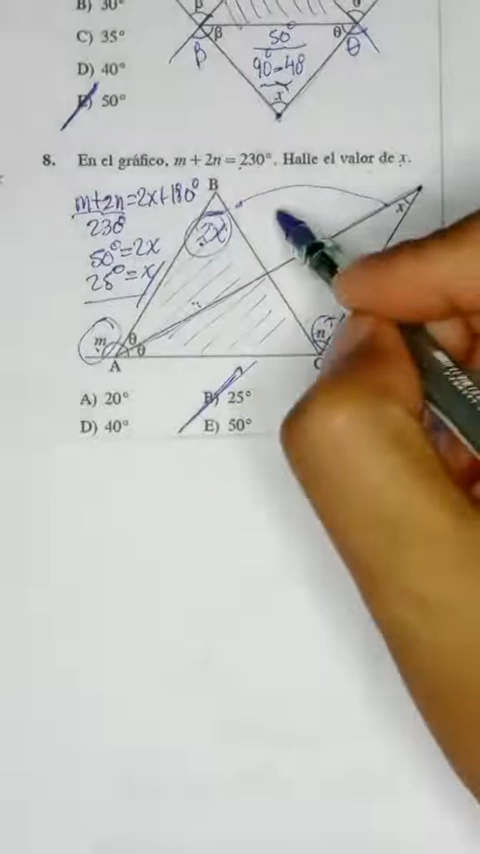 B) 30°
C) 35°
D) 40°
E) 50°
β
β
θ
β
θ
50°
90°-48
x
8. En el gráfico, m + 2n = 230°. Halle el valor de x.
m+2n=2x+180°
230°
50°=2x
25°=x
B
2x
x
m
θ
θ
n
A
C
A) 20°
B) 25°
D) 40°
E) 50°